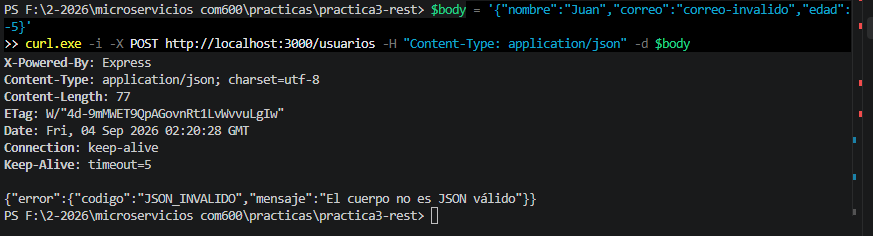 PS F:\2-2026\microservicios com600\practicas\practica3-rest> $body = '{"nombre":"Juan","correo":"correo-invalido","edad":
-5}'
>> curl.exe -i -X POST http://localhost:3000/usuarios -H "Content-Type: application/json" -d $body
X-Powered-By: Express
Content-Type: application/json; charset=utf-8
Content-Length: 77
ETag: W/"4d-9mMWET9QpAGovnRt1LvWvvuLgIw"
Date: Fri, 04 Sep 2026 02:20:28 GMT
Connection: keep-alive
Keep-Alive: timeout=5
{"error":{"codigo":"JSON_INVALIDO","mensaje":"El cuerpo no es JSON válido"}}
PS F:\2-2026\microservicios com600\practicas\practica3-rest>